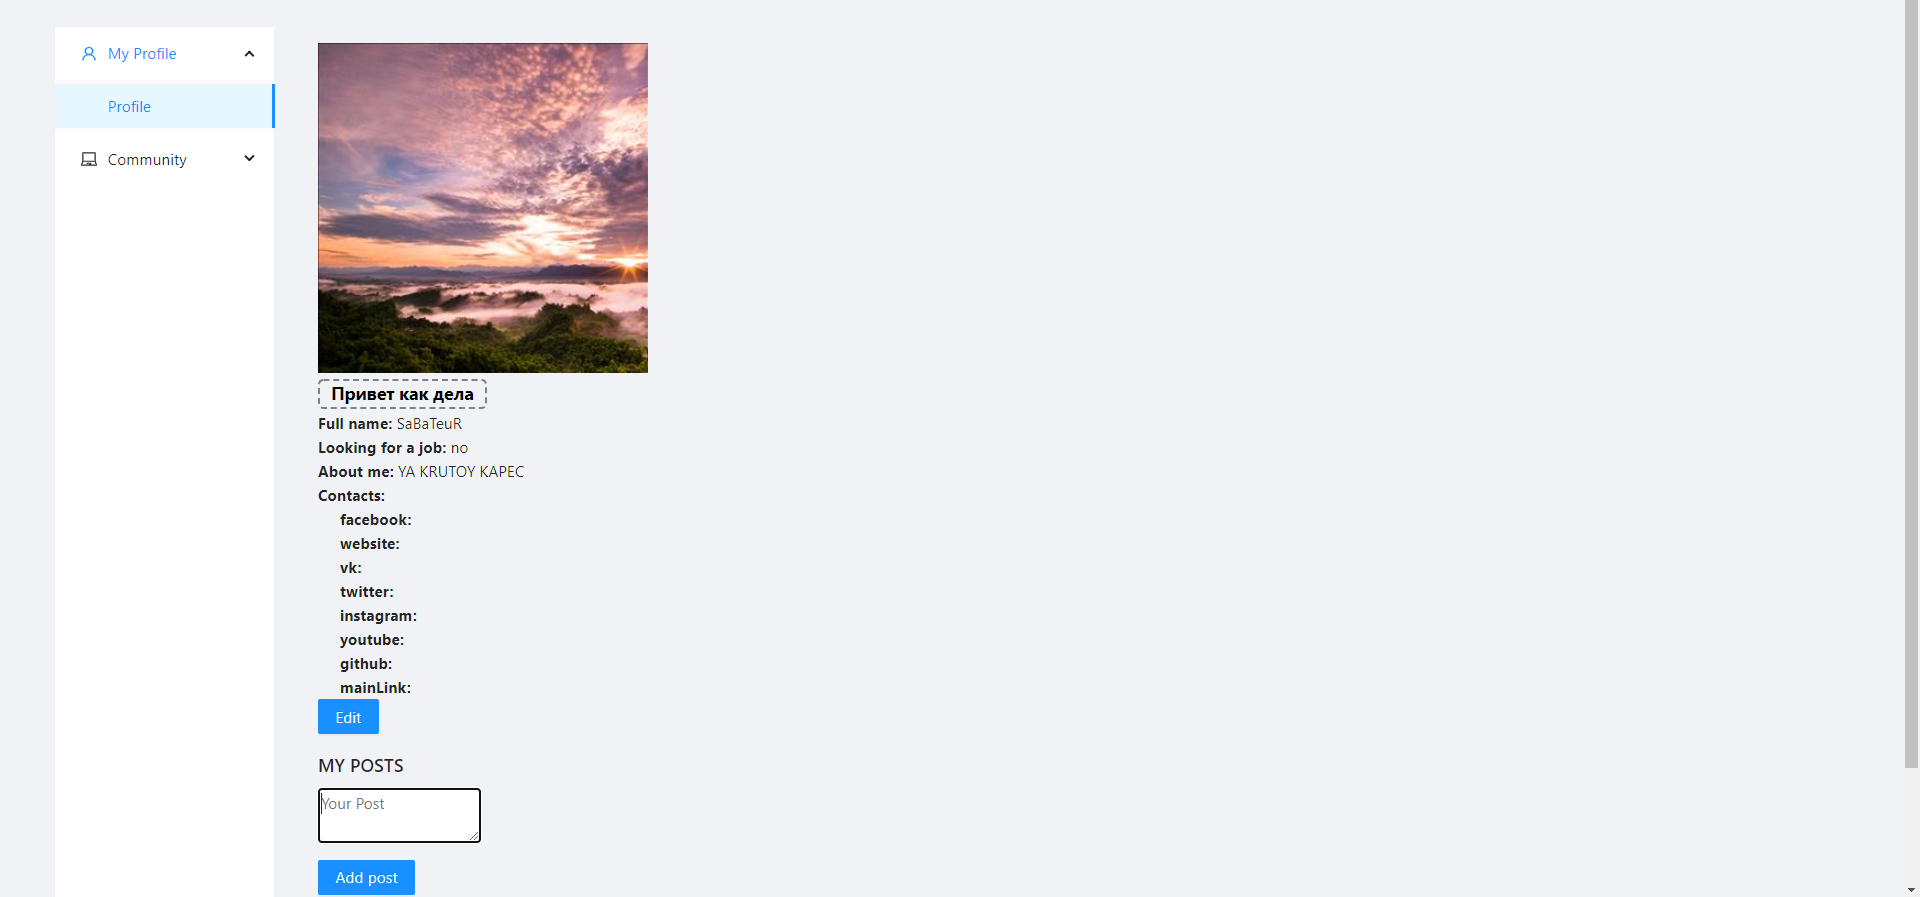 My Profile
Profile
Community
Привет как дела
Full name: SaBaTeuR
Looking for a job: no
About me: YA KRUTOY KAPEC
Contacts:
facebook:
website:
vk:
twitter:
instagram:
youtube:
github:
mainLink:
Edit
MY POSTS
Your Post
Add post